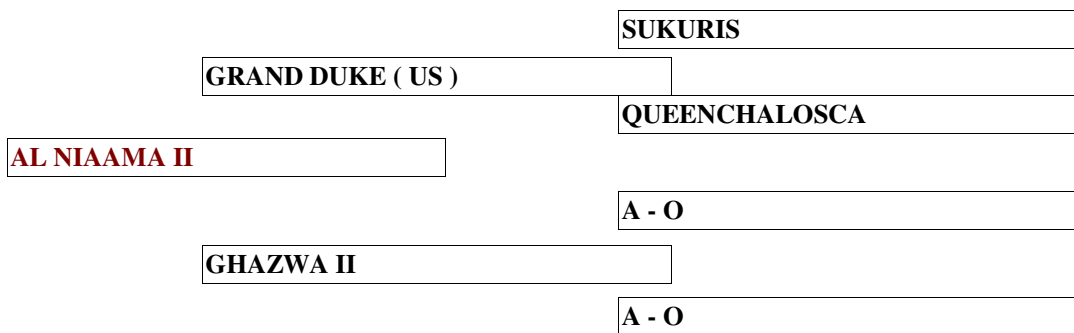 SUKURIS
GRAND DUKE ( US )
QUEENCHALOSCA
AL NIAAMA II
A - O
GHAZWA II
A - O